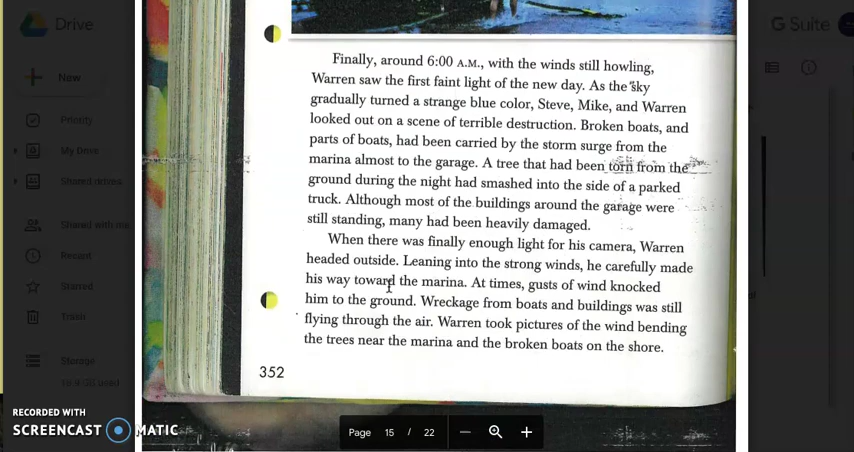 Drive
G Suite
New
Priority
My Drive
Shared drives
Shared with me
Recent
Starred
Trash
Storage
Finally, around 6:00 A.M., with the winds still howling,
Warren saw the first faint light of the new day. As the sky
gradually turned a strange blue color, Steve, Mike, and Warren
looked out on a scene of terrible destruction. Broken boats, and
parts of boats, had been carried by the storm surge from the
marina almost to the garage. A tree that had been torn from the
ground during the night had smashed into the side of a parked
truck. Although most of the buildings around the garage were
still standing, many had been heavily damaged.
When there was finally enough light for his camera, Warren
headed outside. Leaning into the strong winds, he carefully made
his way toward the marina. At times, gusts of wind knocked
him to the ground. Wreckage from boats and buildings was still
flying through the air. Warren took pictures of the wind bending
the trees near the marina and the broken boats on the shore.
352
RECORDED WITH
SCREENCAST MATIC
Page 15 / 22